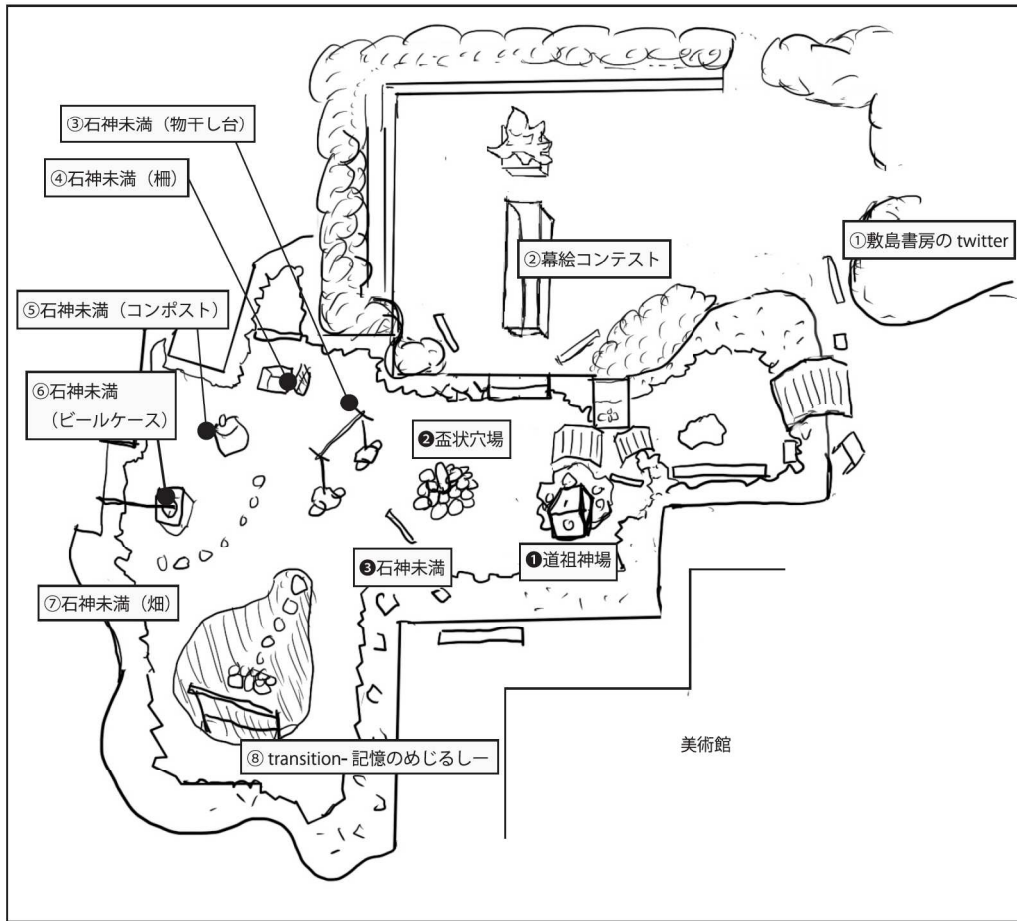 ③石神未満（物干し台）
④石神未満（柵）
①敷島書房の twitter
②幕絵コンテスト
⑤石神未満（コンポスト）
⑥石神未満
（ビールケース）
❷盃状穴場
❸石神未満
❶道祖神場
⑦石神未満（畑）
⑧ transition- 記憶のめじるしー
美術館